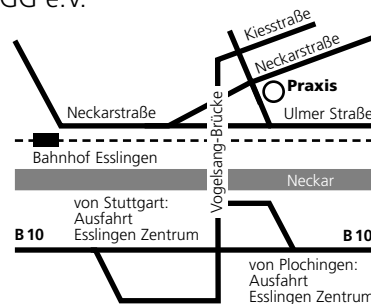 GG e.V.
Kiesstraße
Neckarstraße
Praxis
Neckarstraße
Ulmer Straße
Vogelsang-Brücke
Bahnhof Esslingen
Neckar
von Stuttgart:
Ausfahrt
Esslingen Zentrum
B 10
B 10
von Plochingen:
Ausfahrt
Esslingen Zentrum